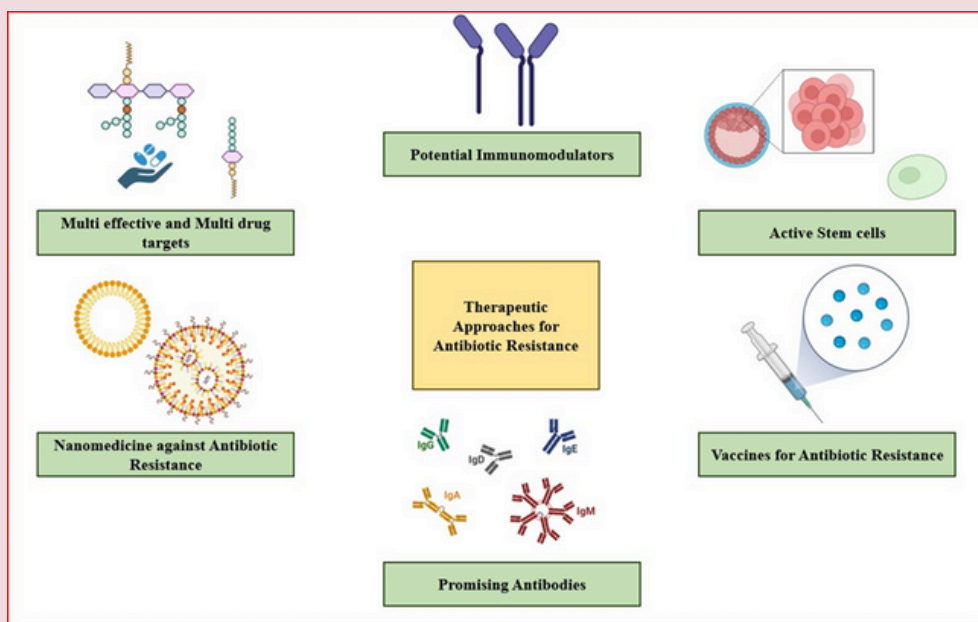 Potential Immunomodulators
Multi effective and Multi drug
targets
Active Stem cells
Therapeutic
Approaches for
Antibiotic Resistance
Nanomedicine against Antibiotic
Resistance
Vaccines for Antibiotic Resistance
IgG
IgD
IgE
IgA
IgM
Promising Antibodies